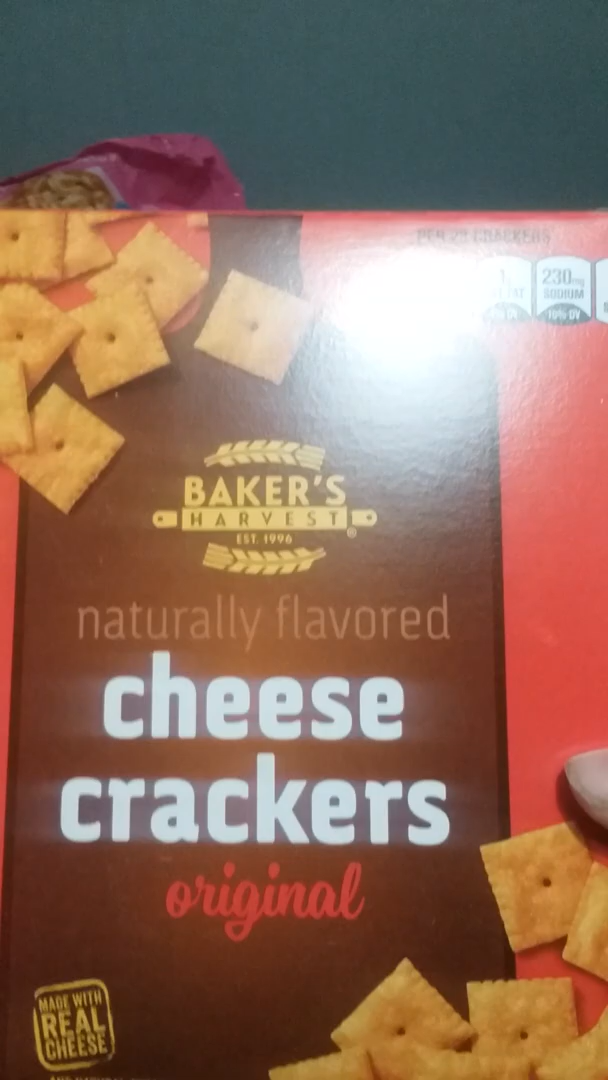 PER 29 CRACKERS
230mg
SODIUM
10% DV
BAKER'S
HARVEST®
EST. 1996
naturally flavored
cheese
crackers
original
MADE WITH
REAL
CHEESE